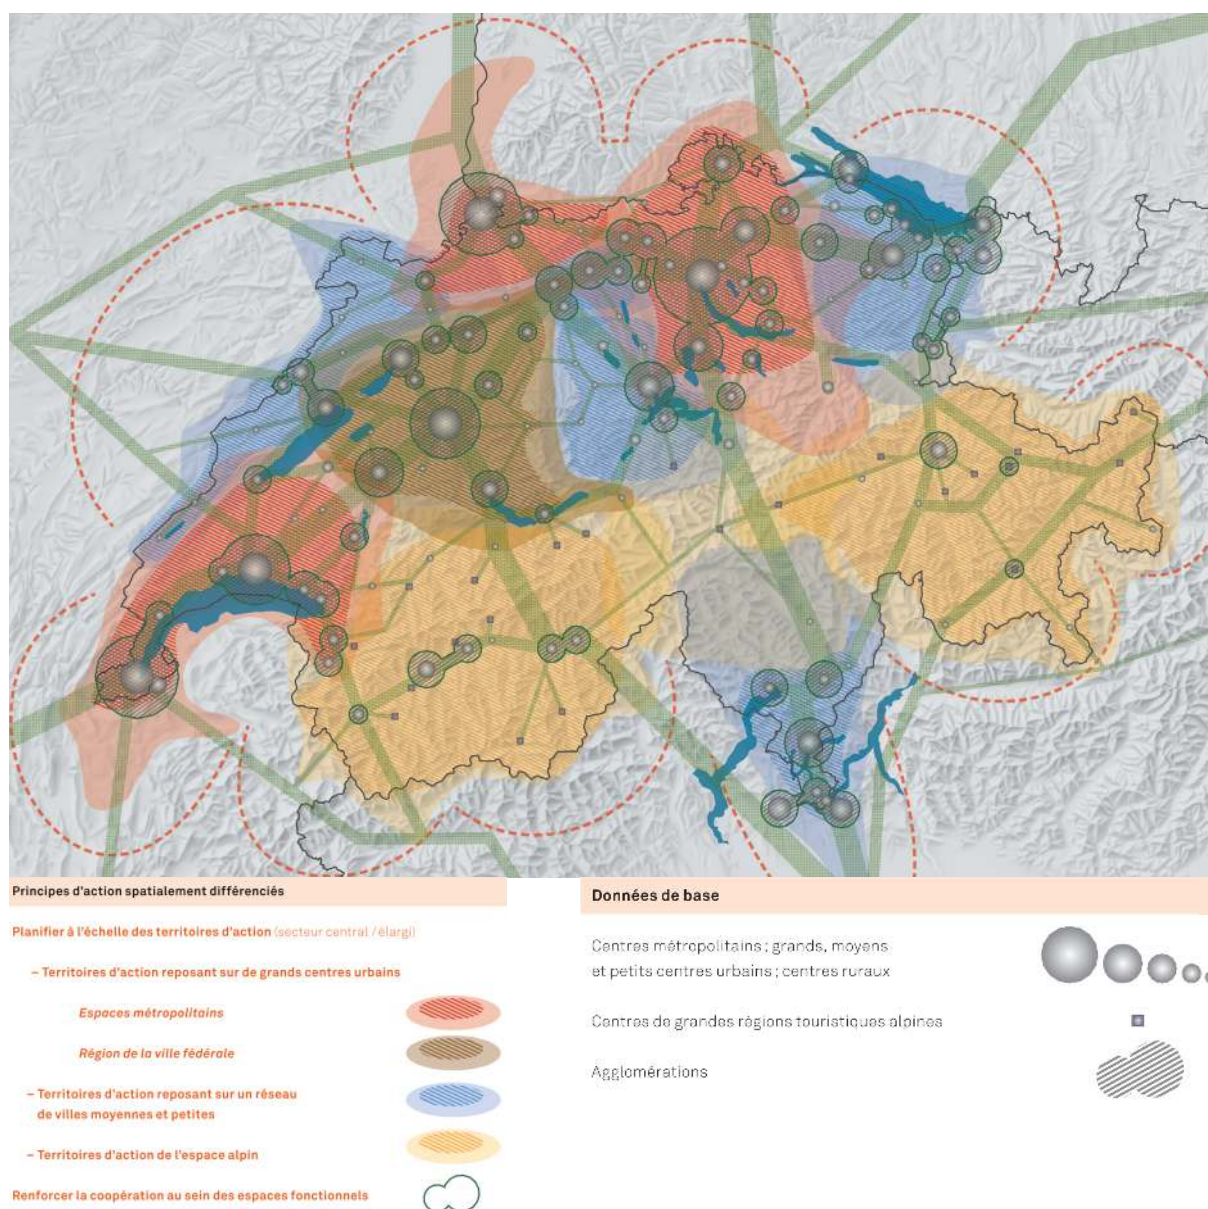 Principes d'action spatialement différenciés
Planifier à l'échelle des territoires d'action (secteur central / élargi)
– Territoires d'action reposant sur de grands centres urbains
Espaces métropolitains
Région de la ville fédérale
– Territoires d'action reposant sur un réseau
de villes moyennes et petites
– Territoires d'action de l'espace alpin
Renforcer la coopération au sein des espaces fonctionnels
Données de base
Centres métropolitains ; grands, moyens
et petits centres urbains ; centres ruraux
Centres de grandes régions touristiques alpines
Agglomérations